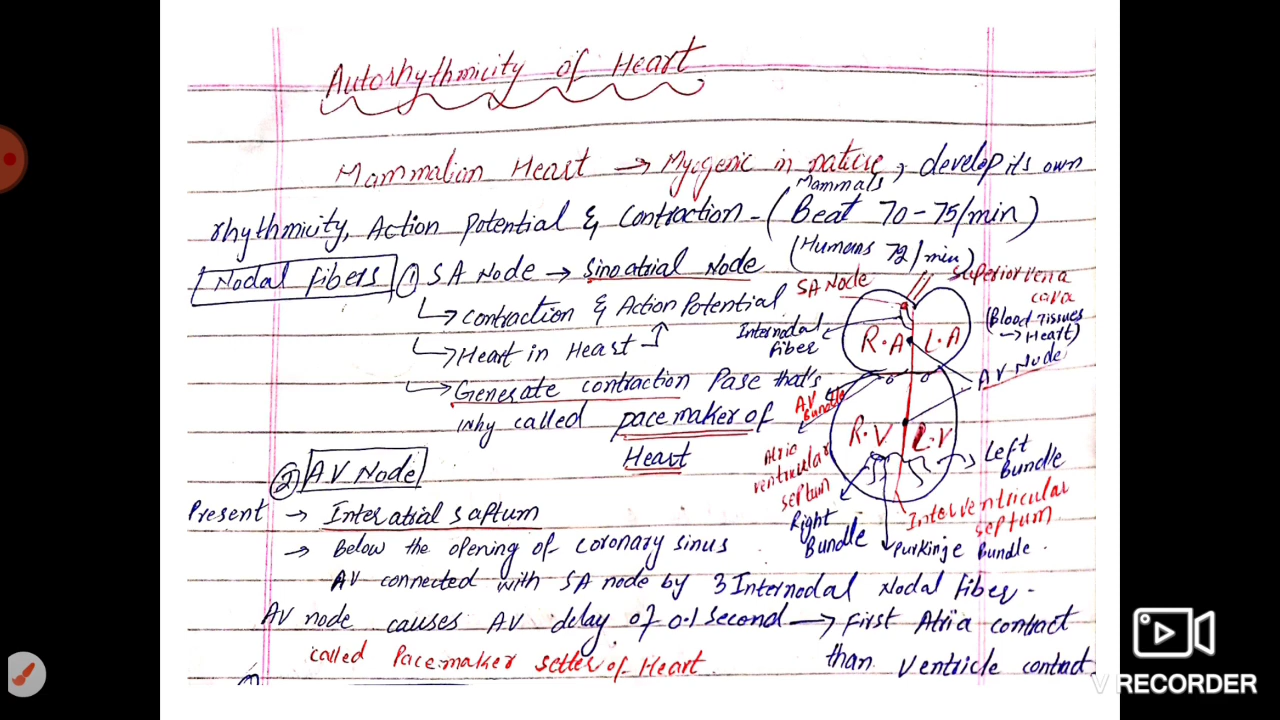 Autorhythmicity of Heart
Mammalian Heart → Myogenic in nature, develop its own
rhythmicity, Action Potential & Contraction - (Mammals Beat 70-75/min)
(Humans 72/min)
Nodal Fibers ① SA Node → Sinoatrial Node
↳ Contraction & Action Potential
↳ Heart in Heart
↳ Generate contraction Pase that's
why called pacemaker of
Heart
SA Node
Superior vena
cava
(Blood Tissues
→ Heart)
Internodal
fiber
R.A
L.A
AV Node
AV
Bundle
R.V
L.V
Atrio
ventricular
septum
Left
Bundle
Right
Bundle
Interventricular
septum
Purkinje Bundle.
② AV Node
Present → Interatrial saptum
→ Below the opening of coronary sinus
AV connected with SA node by 3 Internodal Nodal Fiber.
AV node causes AV delay of 0.1 second → First Atria contract
called Pacemaker setter of Heart. than ventricle contract.
V RECORDER